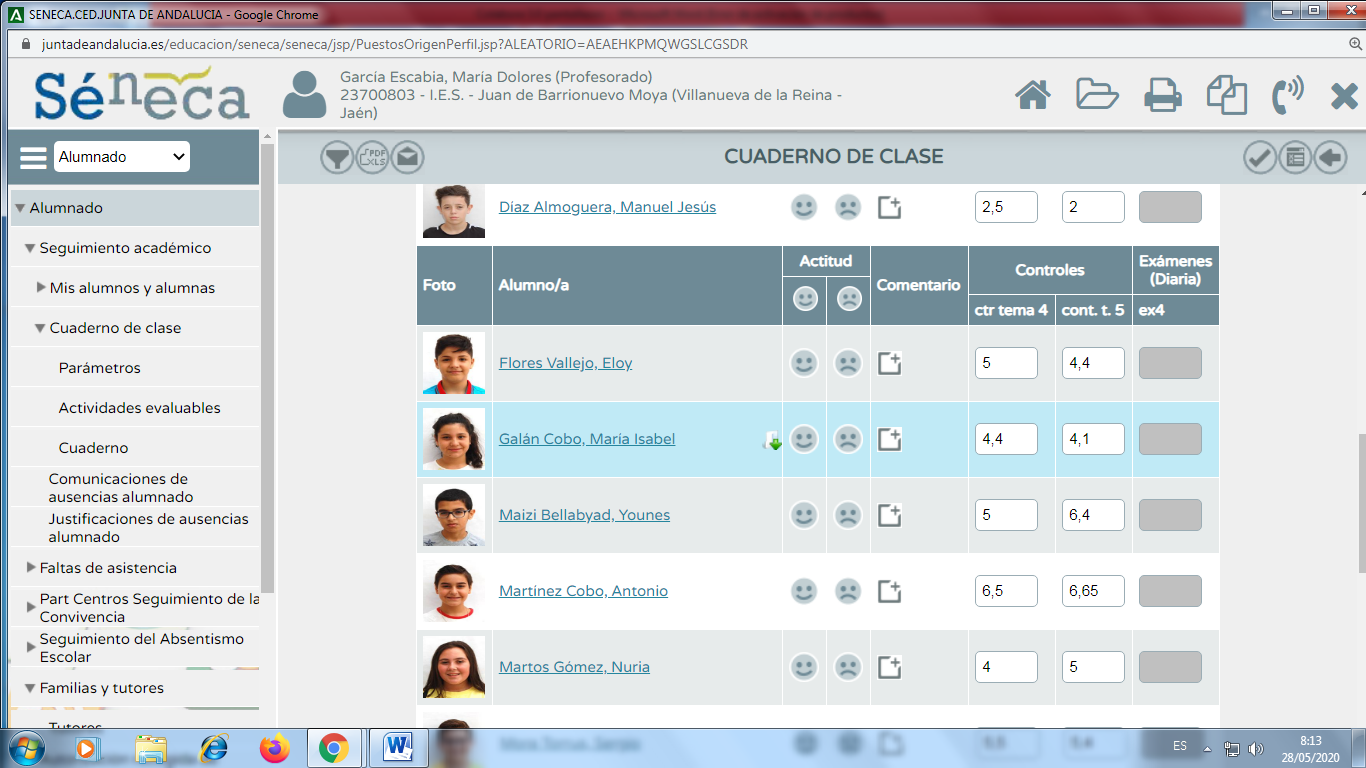 SENECA.CED.JUNTA DE ANDALUCIA - Google Chrome
juntadeandalucia.es/educacion/seneca/seneca/jsp/PuestosOrigenPerfil.jsp?ALEATORIO=AEAEHKPMQWGSLCGSDR
Séneca
García Escabia, María Dolores (Profesorado)
23700803 - I.E.S. - Juan de Barrionuevo Moya (Villanueva de la Reina -
Jaén)
Alumnado
PDF
XLS
CUADERNO DE CLASE
Alumnado
Seguimiento académico
Mis alumnos y alumnas
Cuaderno de clase
Parámetros
Actividades evaluables
Cuaderno
Comunicaciones de
ausencias alumnado
Justificaciones de ausencias
alumnado
Faltas de asistencia
Part Centros Seguimiento de la
Convivencia
Seguimiento del Absentismo
Escolar
Familias y tutores
Tutores
Díaz Almoguera, Manuel Jesús 2,5 2
Foto Alumno/a Actitud Comentario Controles Exámenes
(Diaria)
ctr tema 4 cont. t. 5 ex4
Flores Vallejo, Eloy 5 4,4
Galán Cobo, María Isabel 4,4 4,1
Maizi Bellabyad, Younes 5 6,4
Martínez Cobo, Antonio 6,5 6,65
Martos Gómez, Nuria 4 5
ES 8:13
28/05/2020